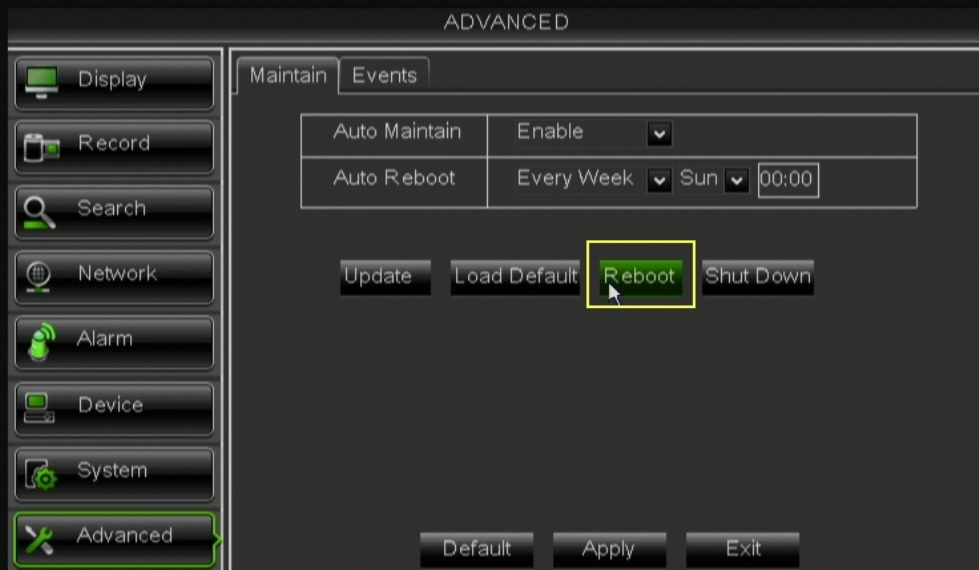 ADVANCED
Display
Record
Search
Network
Alarm
Device
System
Advanced
Maintain Events
Auto Maintain Enable
Auto Reboot Every Week Sun 00:00
Update Load Default Reboot Shut Down
Default Apply Exit